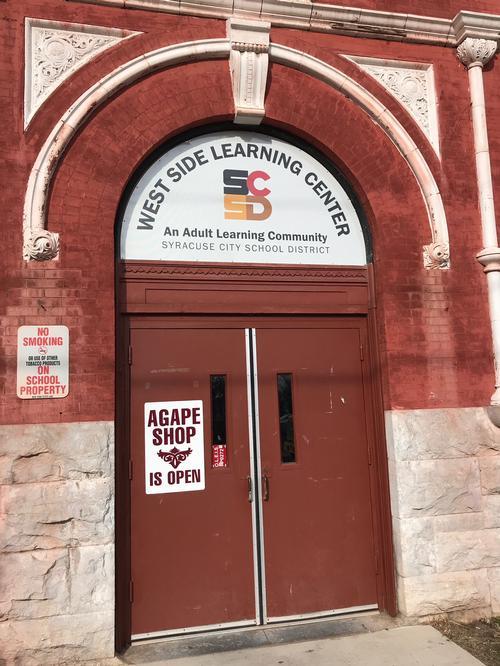 WEST SIDE LEARNING CENTER
SC
SD
An Adult Learning Community
SYRACUSE CITY SCHOOL DISTRICT
NO
SMOKING
OR USE OF OTHER
TOBACCO PRODUCTS
ON
SCHOOL
PROPERTY
AGAPE
SHOP
IS OPEN